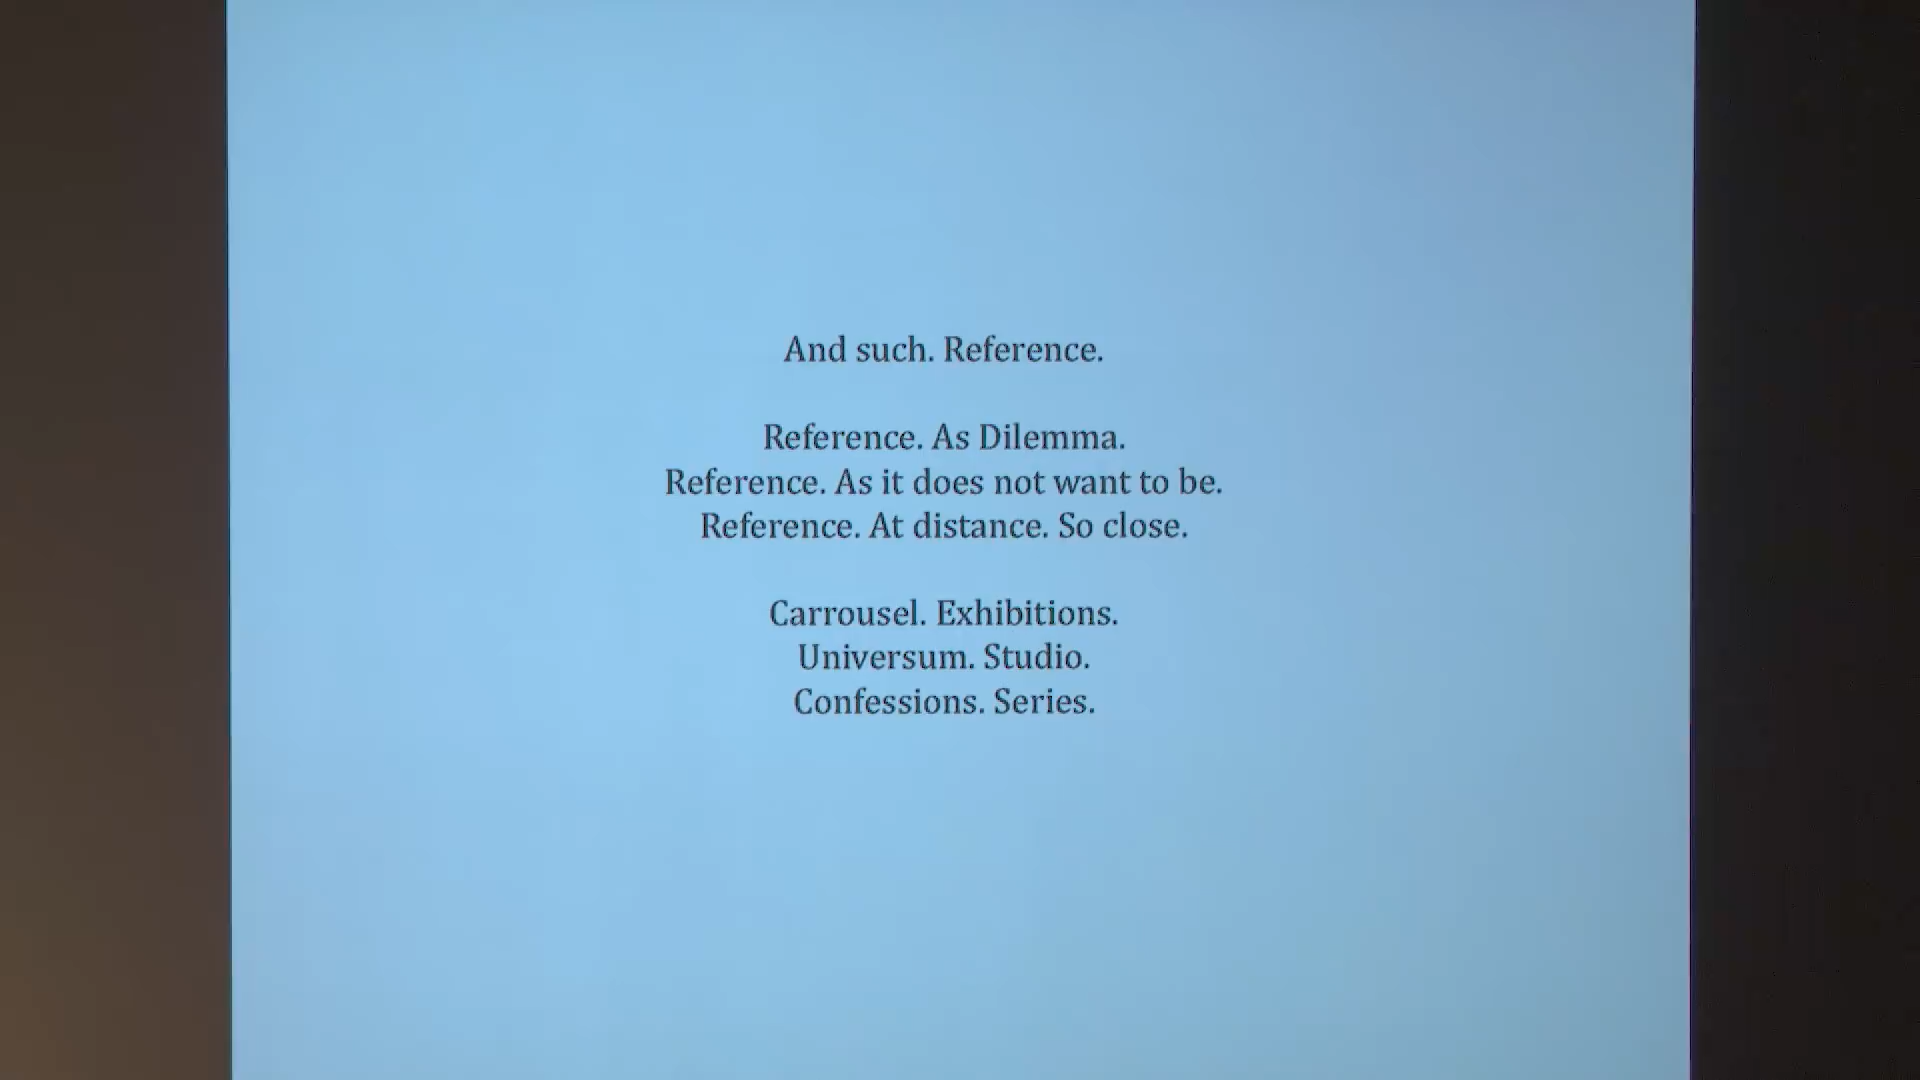 And such. Reference.
Reference. As Dilemma.
Reference. As it does not want to be.
Reference. At distance. So close.
Carrousel. Exhibitions.
Universum. Studio.
Confessions. Series.